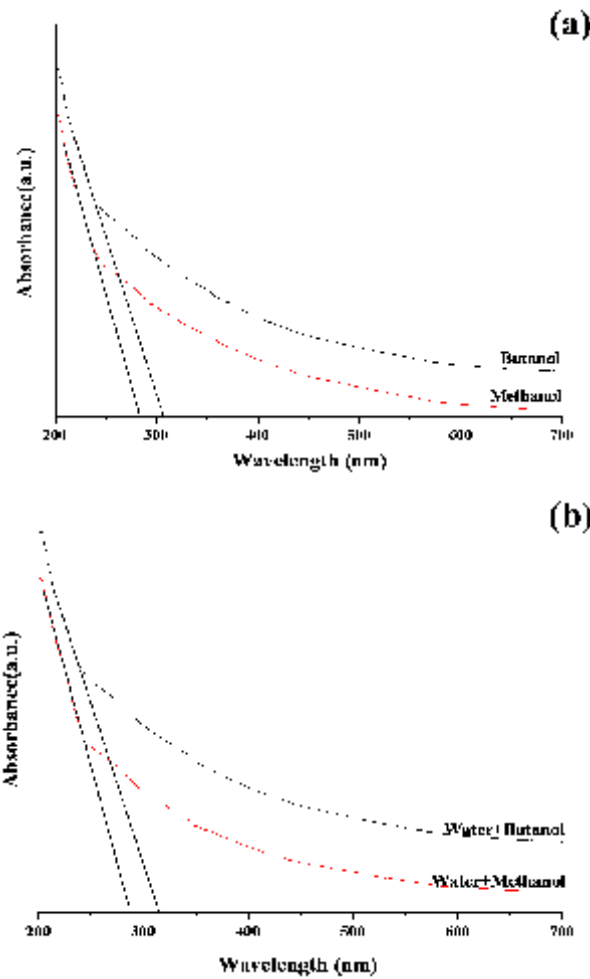 (a)
Absorbance(a.u.)
Butanol
Methanol
200 300 400 500 600 700
Wavelength (nm)
(b)
Absorbance(a.u.)
Water+Butanol
Water+Methanol
200 300 400 500 600 700
Wavelength (nm)